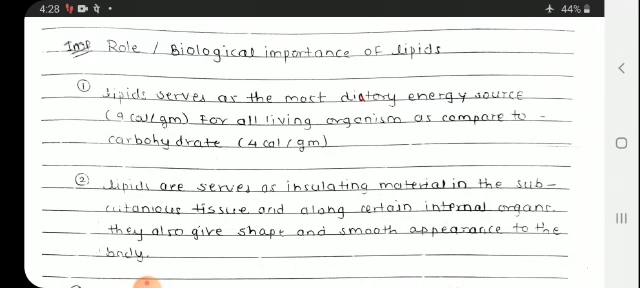 4:28
44%
Imp Role / Biological importance of lipids
① lipids serves as the most diatory energy source
(9 cal/gm) For all living organism as compare to -
carbohydrate (4 cal/gm)
② lipids are serves as insulating material in the sub-
cutanious tissue and along certain internal organs.
they also give shape and smooth appearance to the
body.